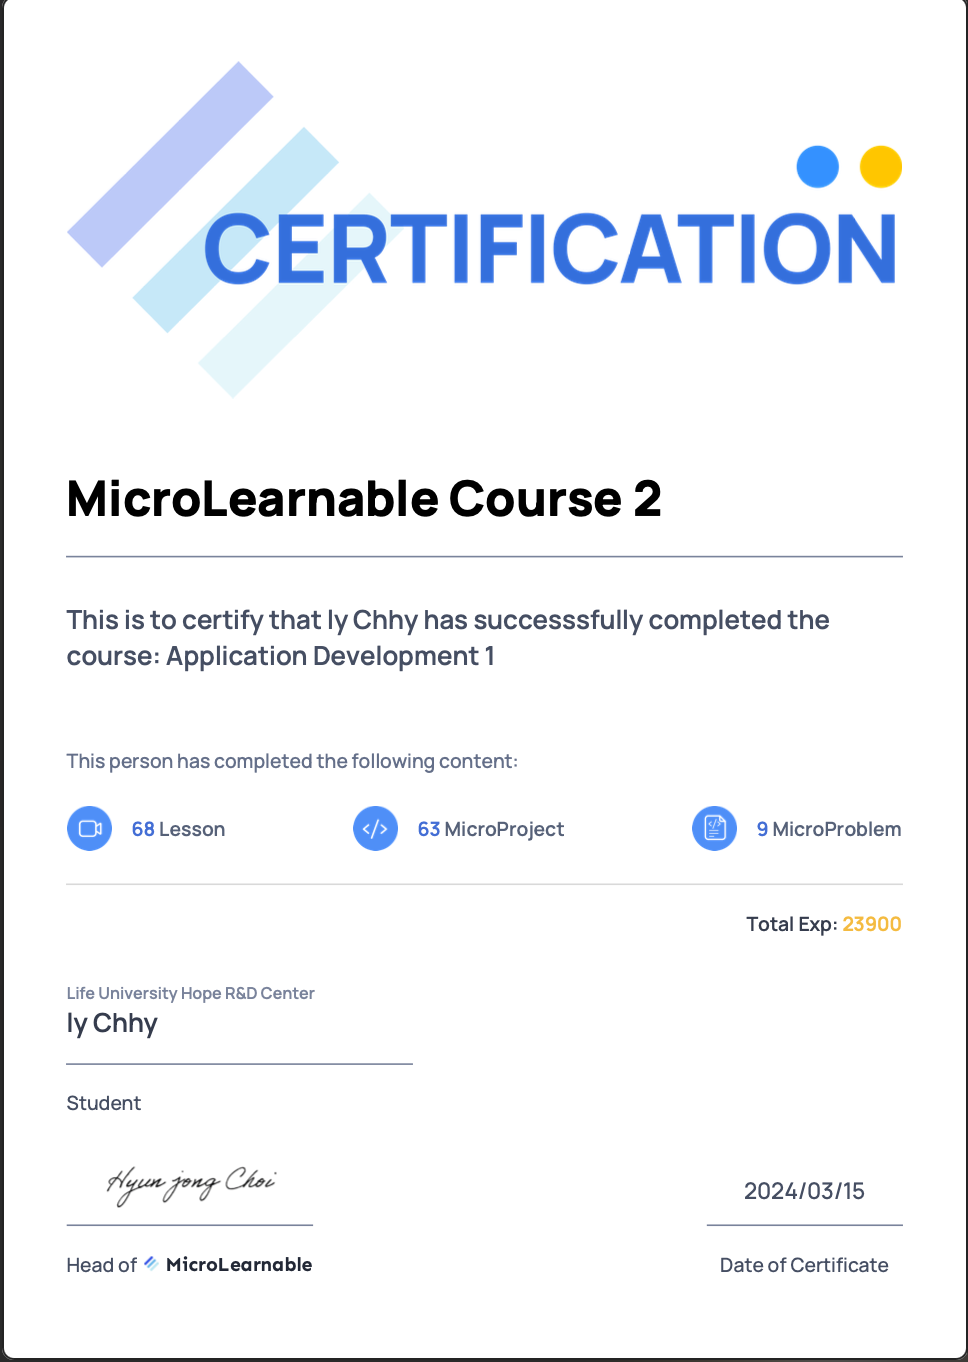 CERTIFICATION
MicroLearnable Course 2
This is to certify that ly Chhy has successsfully completed the
course: Application Development 1
This person has completed the following content:
68 Lesson
63 MicroProject
9 MicroProblem
Total Exp: 23900
Life University Hope R&D Center
ly Chhy
Student
Hyun jong Choi
2024/03/15
Head of MicroLearnable
Date of Certificate